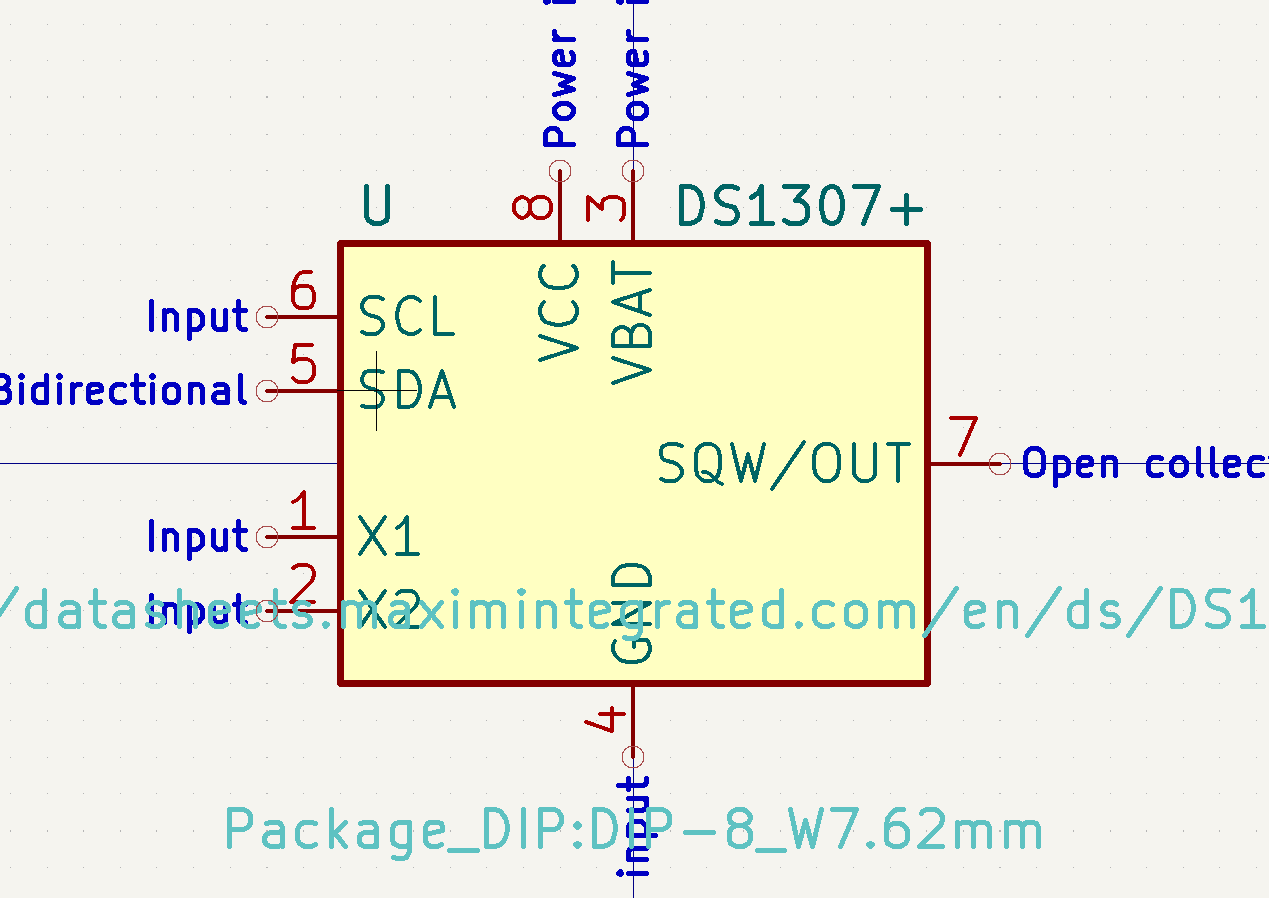 Power i
Power i
U
8
3
DS1307+
6
Input
SCL
VCC
VBAT
5
Bidirectional
SDA
7
SQW/OUT
Open collec
1
Input
X1
2
Input
X2
GND
/datasheets.maximintegrated.com/en/ds/DS1
4
input
Package_DIP:DIP-8_W7.62mm